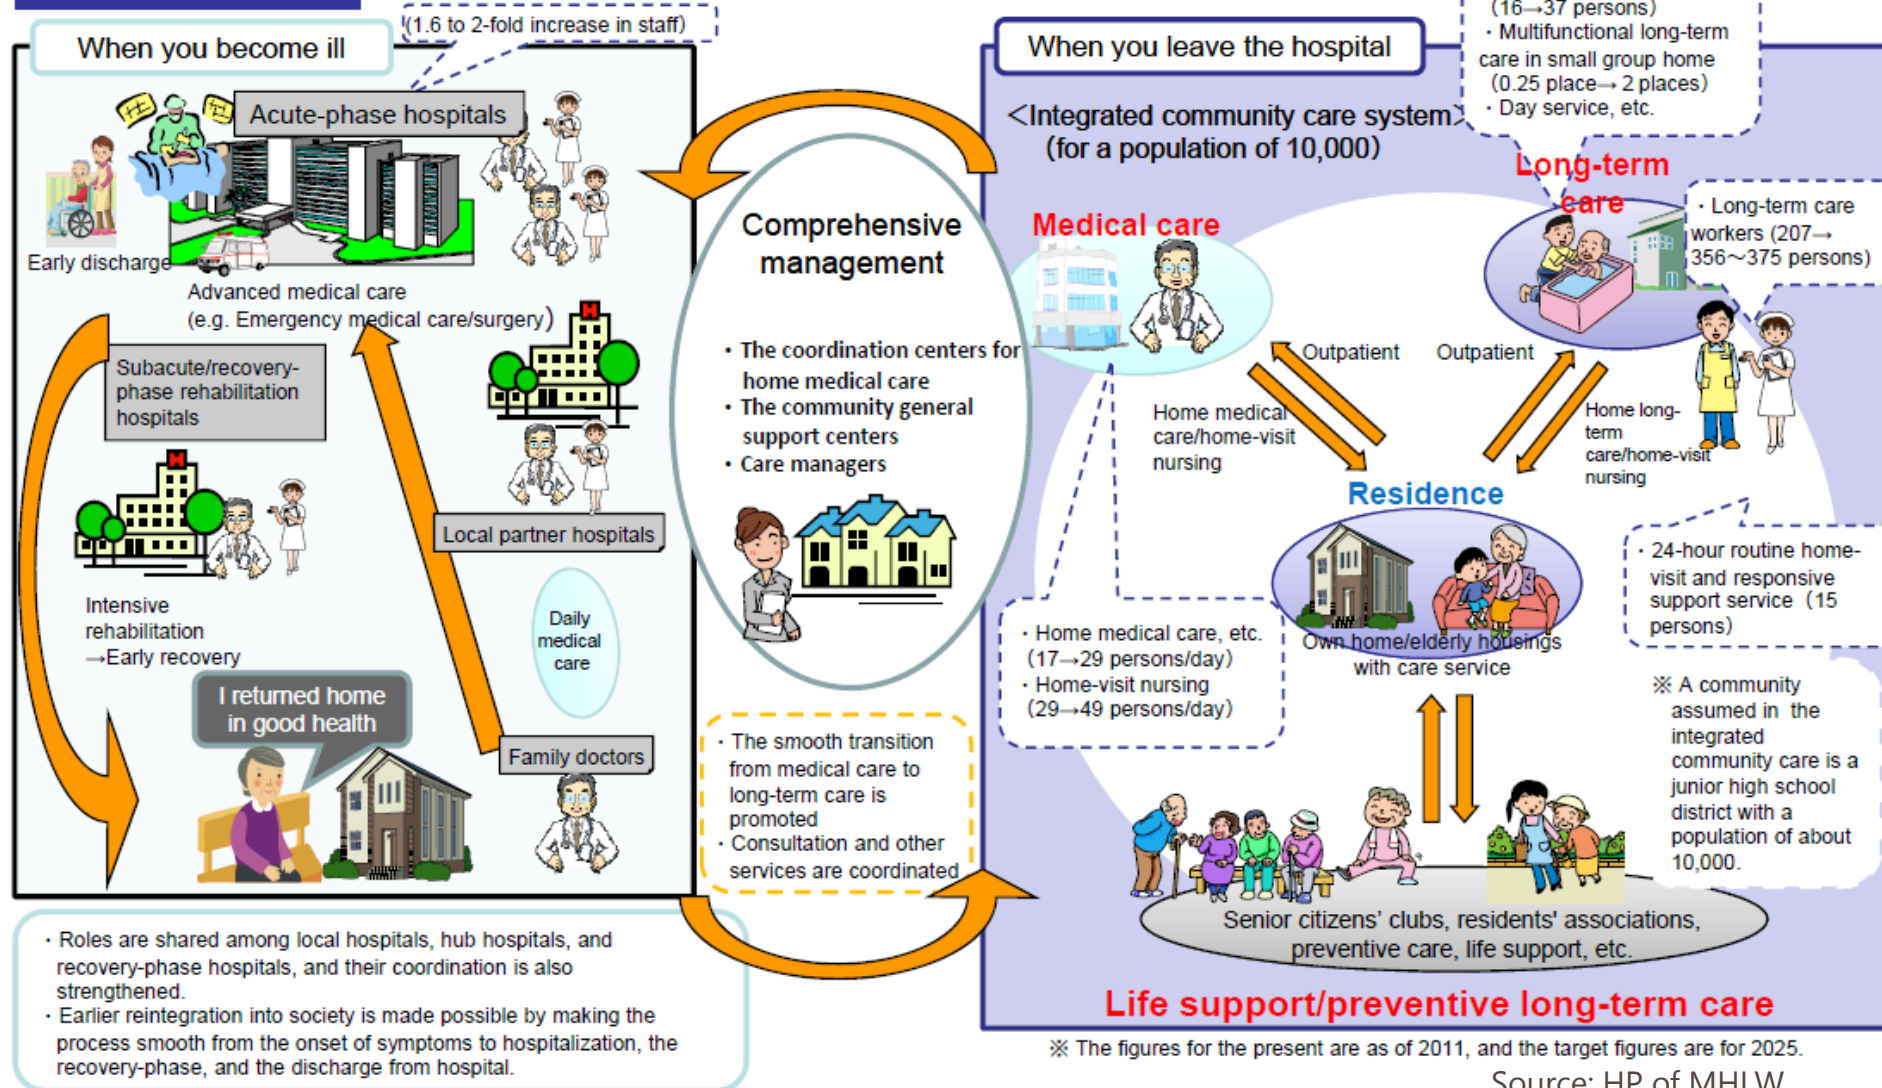 When you become ill
(1.6 to 2-fold increase in staff)
Acute-phase hospitals
Early discharge
Advanced medical care
(e.g. Emergency medical care/surgery)
Subacute/recovery-
phase rehabilitation
hospitals
H
H
Local partner hospitals
Intensive
rehabilitation
→Early recovery
Daily
medical
care
I returned home
in good health
Family doctors
・Roles are shared among local hospitals, hub hospitals, and
recovery-phase hospitals, and their coordination is also
strengthened.
・Earlier reintegration into society is made possible by making the
process smooth from the onset of symptoms to hospitalization, the
recovery-phase, and the discharge from hospital.
Comprehensive
management
・The coordination centers for
home medical care
・The community general
support centers
・Care managers
・The smooth transition
from medical care to
long-term care is
promoted
・Consultation and other
services are coordinated
When you leave the hospital
<Integrated community care system>
(for a population of 10,000)
(16→37 persons)
・Multifunctional long-term
care in small group home
(0.25 place→2 places)
・Day service, etc.
Long-term
care
・Long-term care
workers (207→
356~375 persons)
Medical care
Outpatient
Outpatient
Home medical
care/home-visit
nursing
Home long-
term
care/home-visit
nursing
Residence
Own home/elderly housings
with care service
・24-hour routine home-
visit and responsive
support service (15
persons)
・Home medical care, etc.
(17→29 persons/day)
・Home-visit nursing
(29→49 persons/day)
※ A community
assumed in the
integrated
community care is a
junior high school
district with a
population of about
10,000.
Senior citizens' clubs, residents' associations,
preventive care, life support, etc.
Life support/preventive long-term care
※ The figures for the present are as of 2011, and the target figures are for 2025.
Source: HP of MHLW